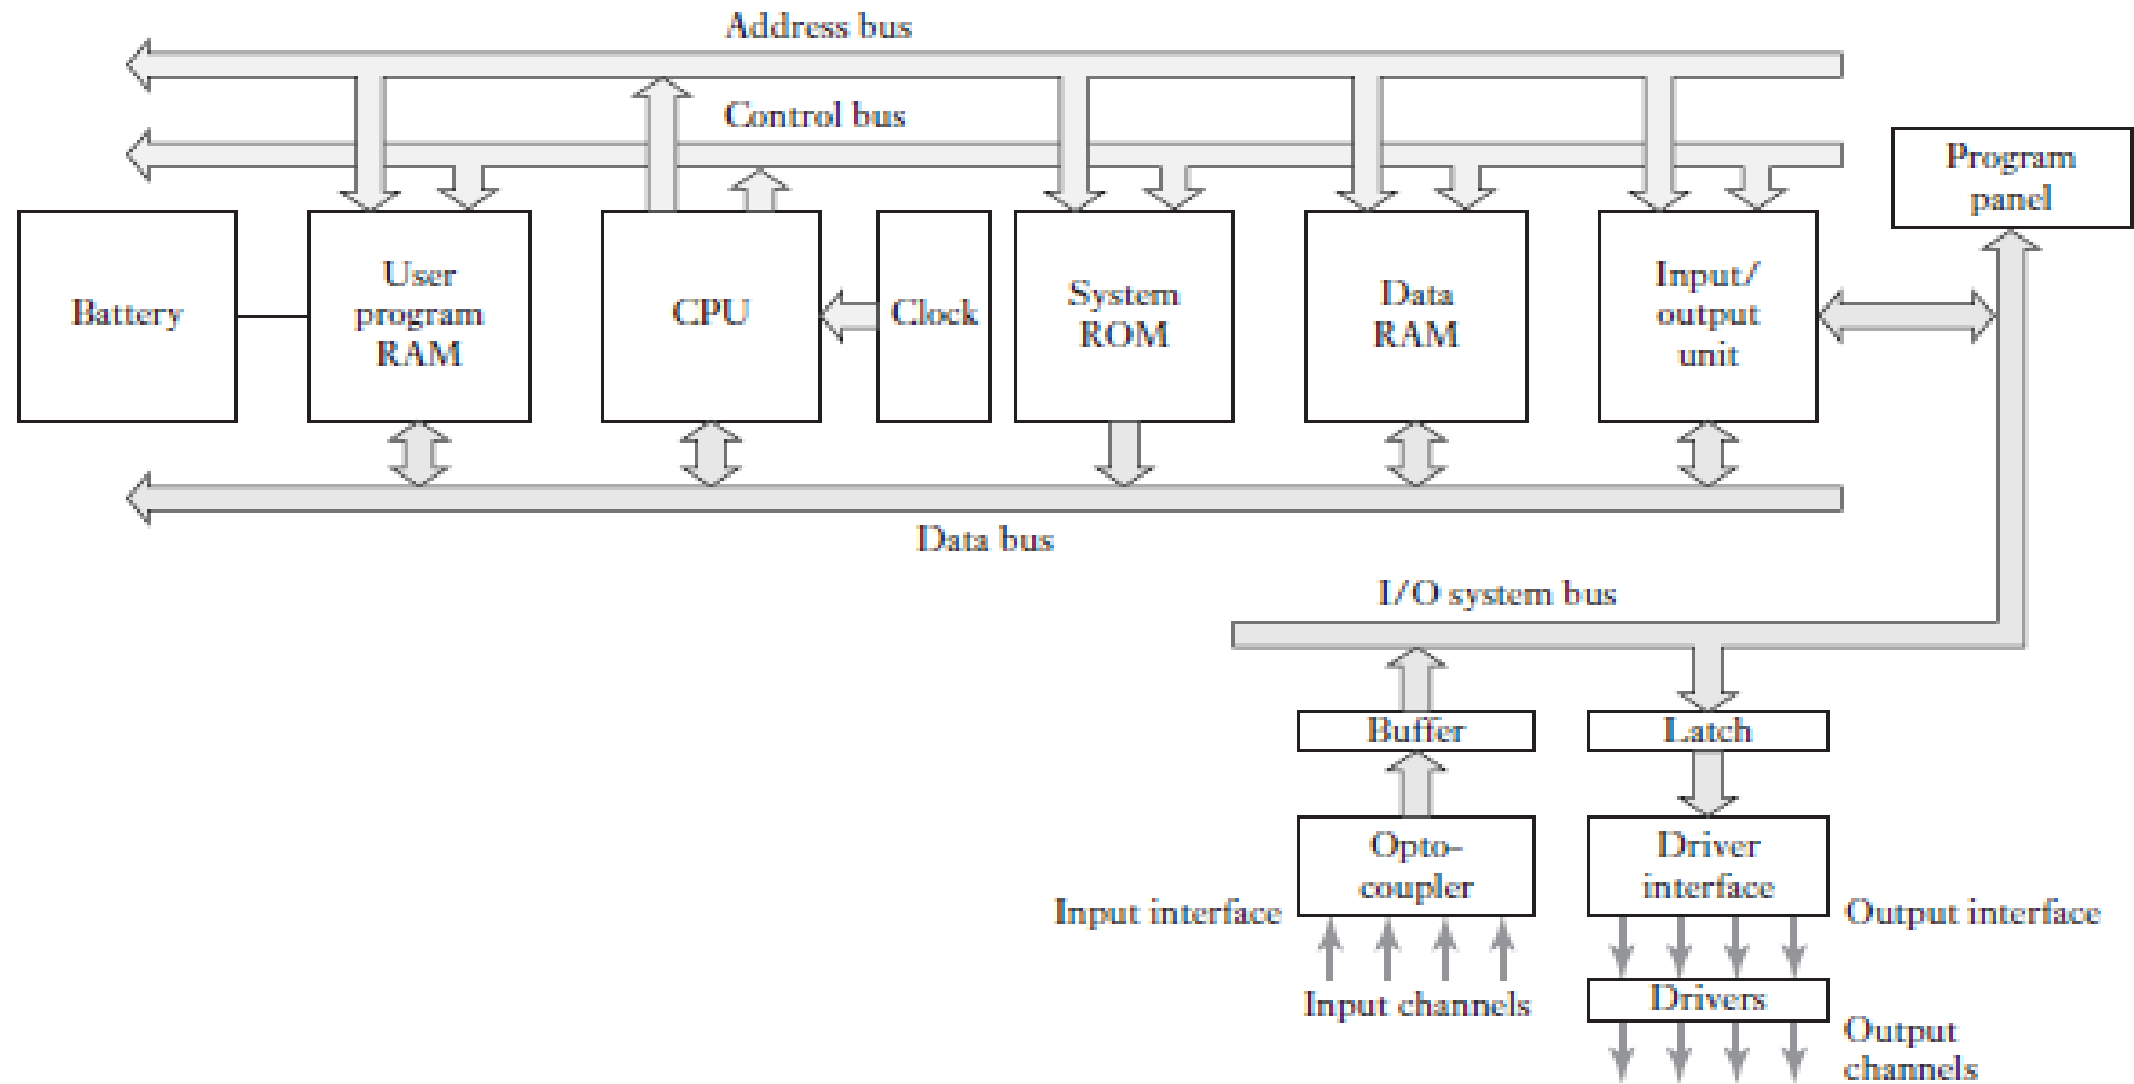 Address bus
Control bus
Program
panel
Battery
User
program
RAM
CPU
Clock
System
ROM
Data
RAM
Input/
output
unit
Data bus
I/O system bus
Buffer
Latch
Opto-
coupler
Driver
interface
Input interface
Output interface
Input channels
Drivers
Output
channels